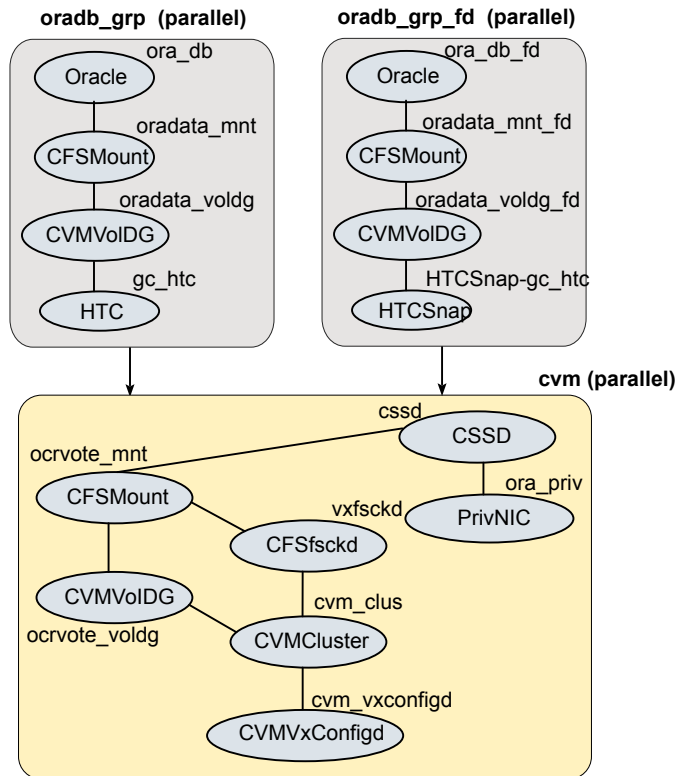 oradb_grp (parallel)
ora_db
Oracle
oradata_mnt
CFSMount
oradata_voldg
CVMVolDG
gc_htc
HTC
oradb_grp_fd (parallel)
ora_db_fd
Oracle
oradata_mnt_fd
CFSMount
oradata_voldg_fd
CVMVolDG
HTCSnap-gc_htc
HTCSnap
cvm (parallel)
cssd
CSSD
ocrvote_mnt
CFSMount
ora_priv
PrivNIC
vxfsckd
CFSfsckd
CVMVolDG
ocrvote_voldg
cvm_clus
CVMCluster
cvm_vxconfigd
CVMVxConfigd